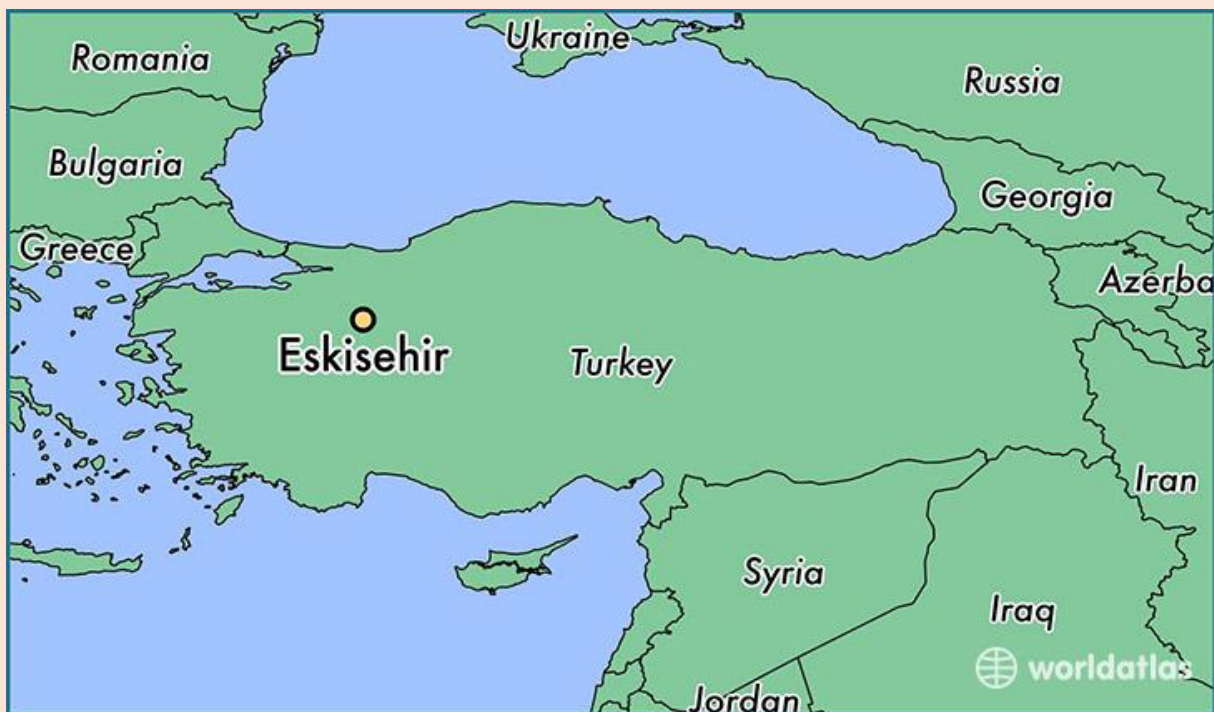 Ukraine
Romania
Russia
Bulgaria
Georgia
Greece
Azerba
Eskisehir
Turkey
Iran
Syria
Iraq
worldatlas
Jordan